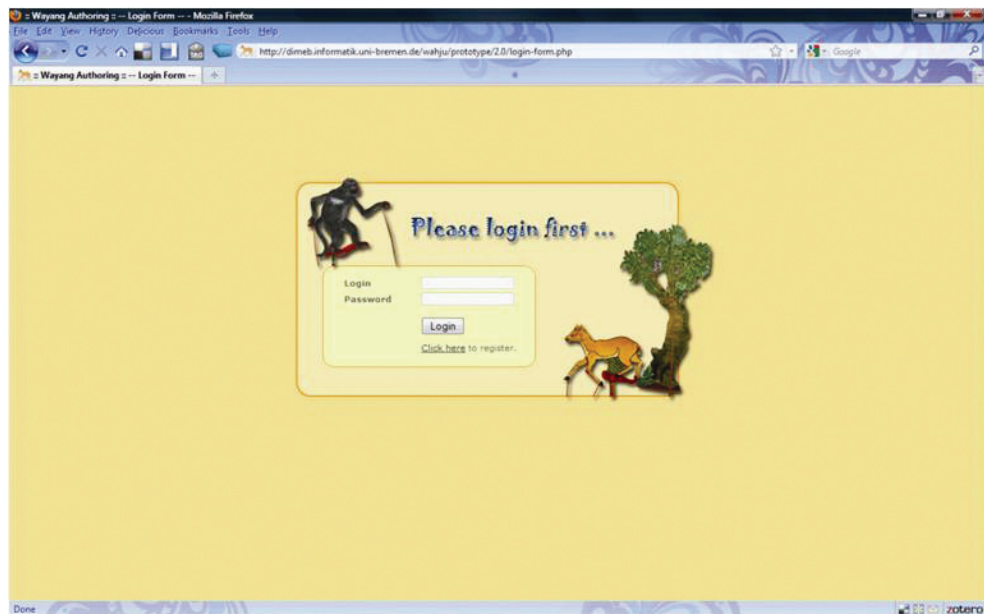 :: Wayang Authoring :: -- Login Form -- - Mozilla Firefox
File Edit View History Delicious Bookmarks Tools Help
http://dimeb.informatik.uni-bremen.de/wahju/prototype/2.0/login-form.php
Google
:: Wayang Authoring :: -- Login Form --
Please login first ...
Login
Password
Login
Click here to register.
Done
zotero